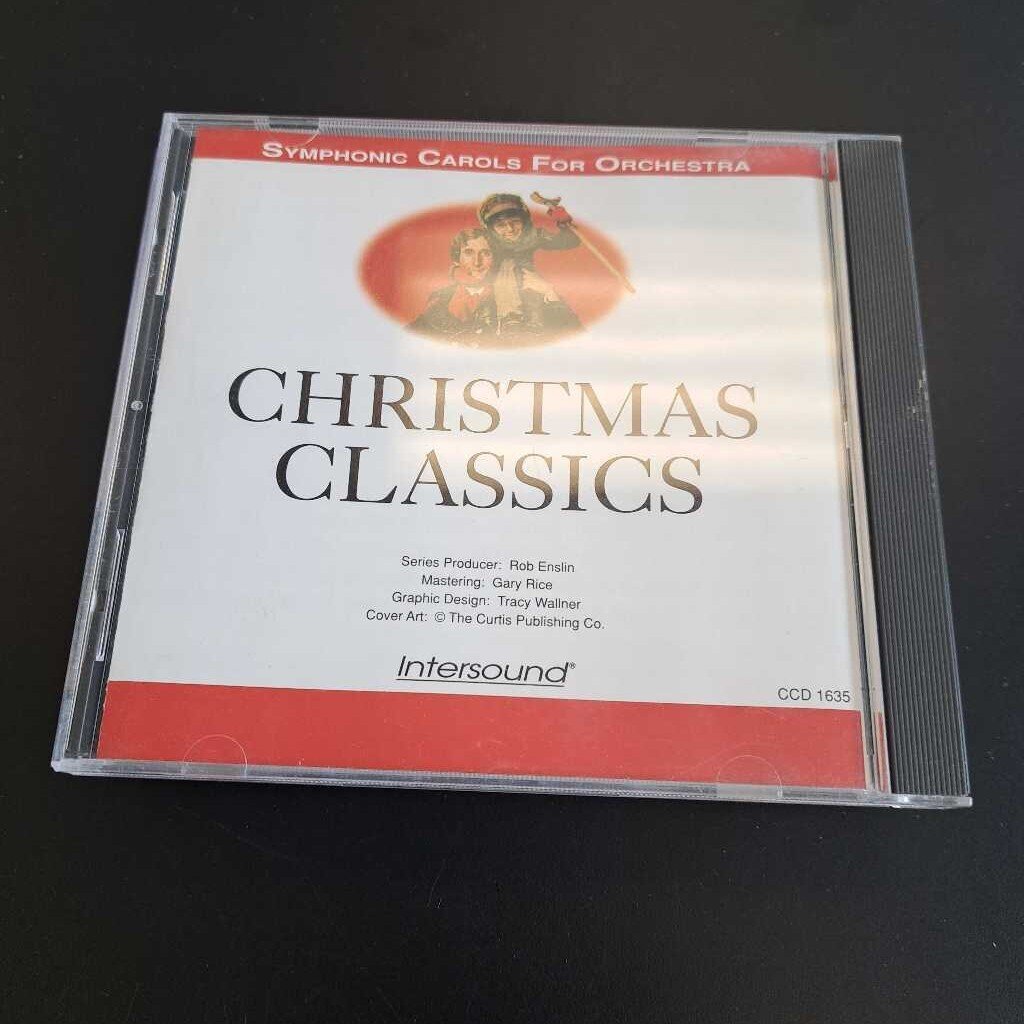 SYMPHONIC CAROLS FOR ORCHESTRA
CHRISTMAS
CLASSICS
Series Producer: Rob Enslin
Mastering: Gary Rice
Graphic Design: Tracy Wallner
Cover Art: © The Curtis Publishing Co.
Intersound®
CCD 1635